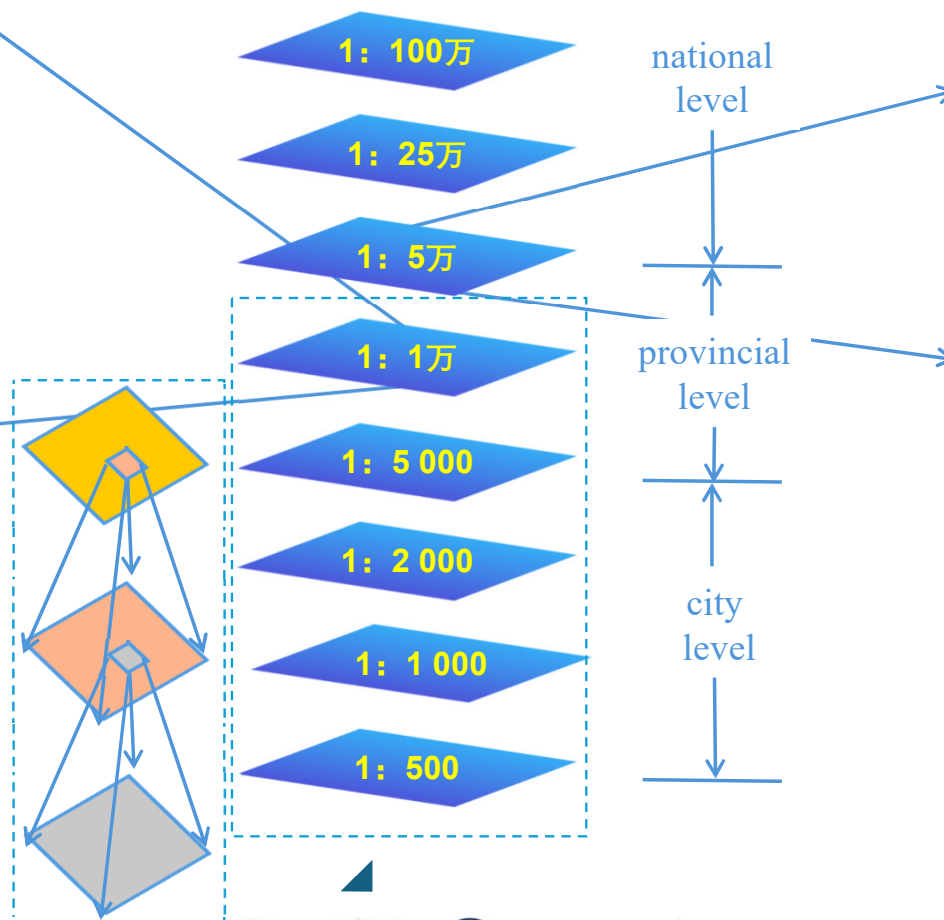 1：100万
national
level
1：25万
1：5万
1：1万
provincial
level
1：5 000
1：2 000
city
level
1：1 000
1：500